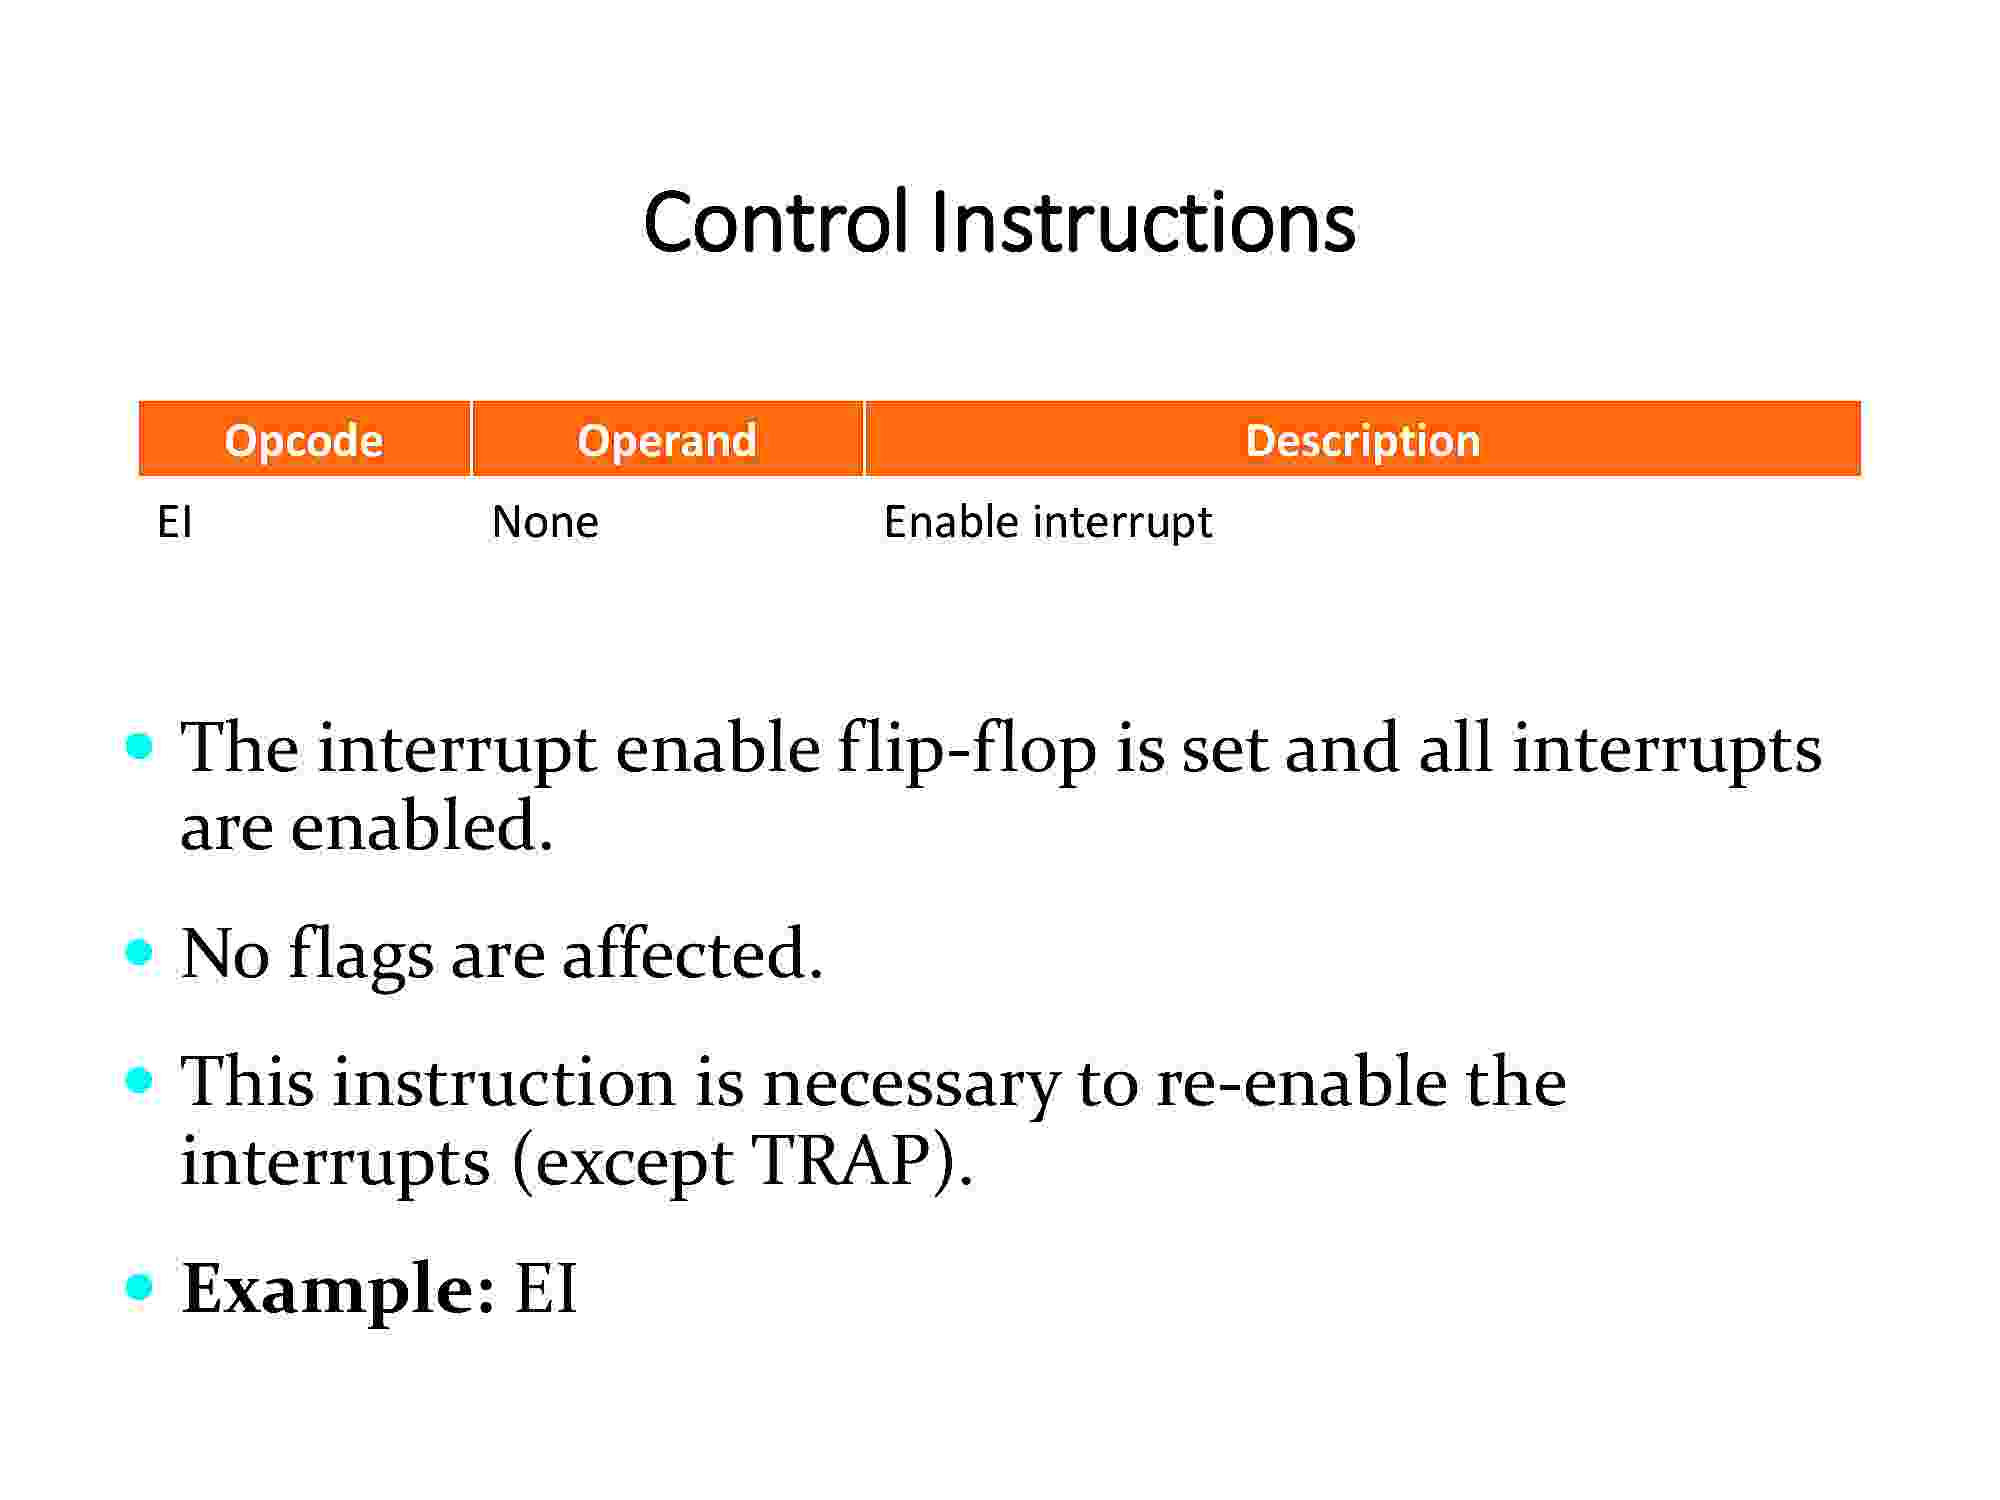 Control Instructions
Opcode Operand Description
EI None Enable interrupt
• The interrupt enable flip-flop is set and all interrupts
are enabled.
• No flags are affected.
• This instruction is necessary to re-enable the
interrupts (except TRAP).
• Example: EI